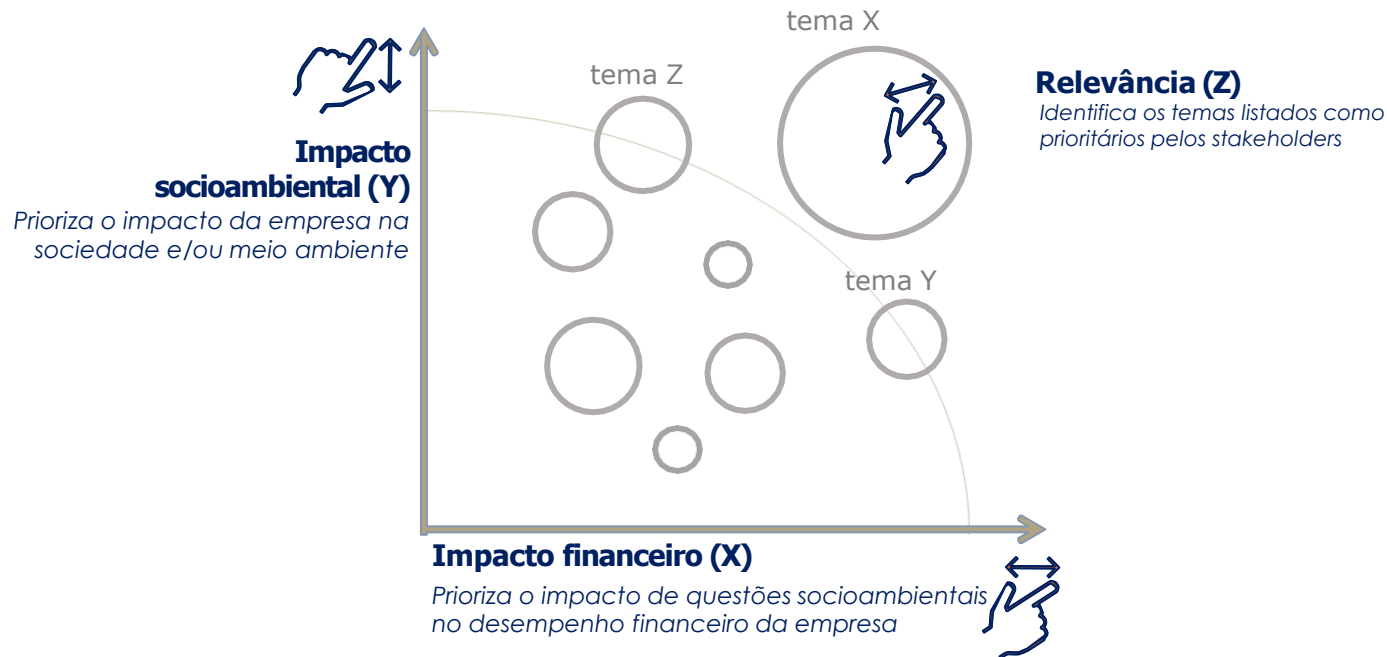 tema X
tema Z
Relevância (Z)
Identifica os temas listados como
prioritários pelos stakeholders
Impacto
socioambiental (Y)
Prioriza o impacto da empresa na
sociedade e/ou meio ambiente
tema Y
Impacto financeiro (X)
Prioriza o impacto de questões socioambientais
no desempenho financeiro da empresa